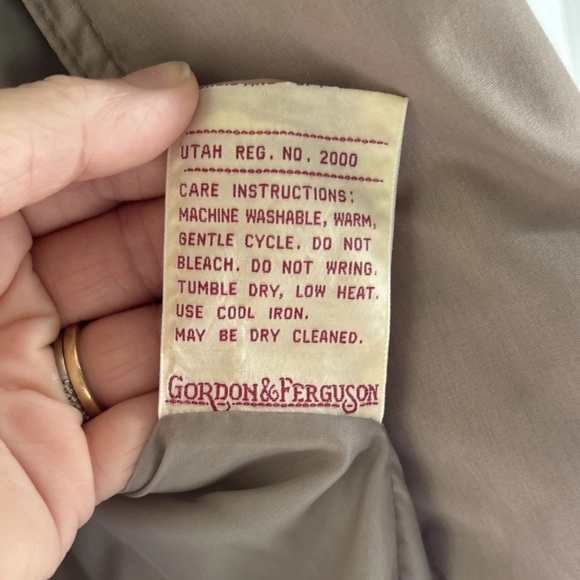 UTAH REG. NO. 2000
CARE INSTRUCTIONS:
MACHINE WASHABLE, WARM,
GENTLE CYCLE. DO NOT
BLEACH. DO NOT WRING.
TUMBLE DRY, LOW HEAT.
USE COOL IRON.
MAY BE DRY CLEANED.
GORDON&FERGUSON